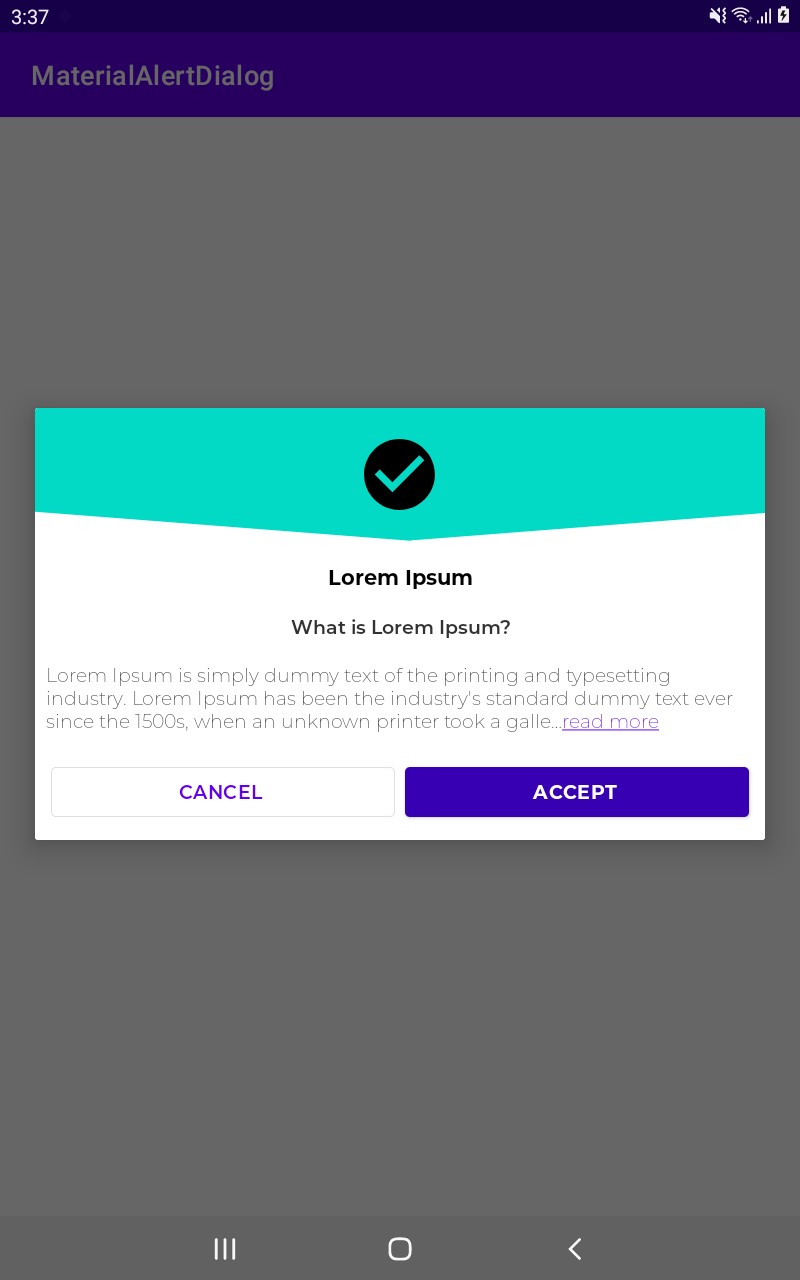 3:37
MaterialAlertDialog
Lorem Ipsum
What is Lorem Ipsum?
Lorem Ipsum is simply dummy text of the printing and typesetting
industry. Lorem Ipsum has been the industry's standard dummy text ever
since the 1500s, when an unknown printer took a galle...read more
CANCEL
ACCEPT